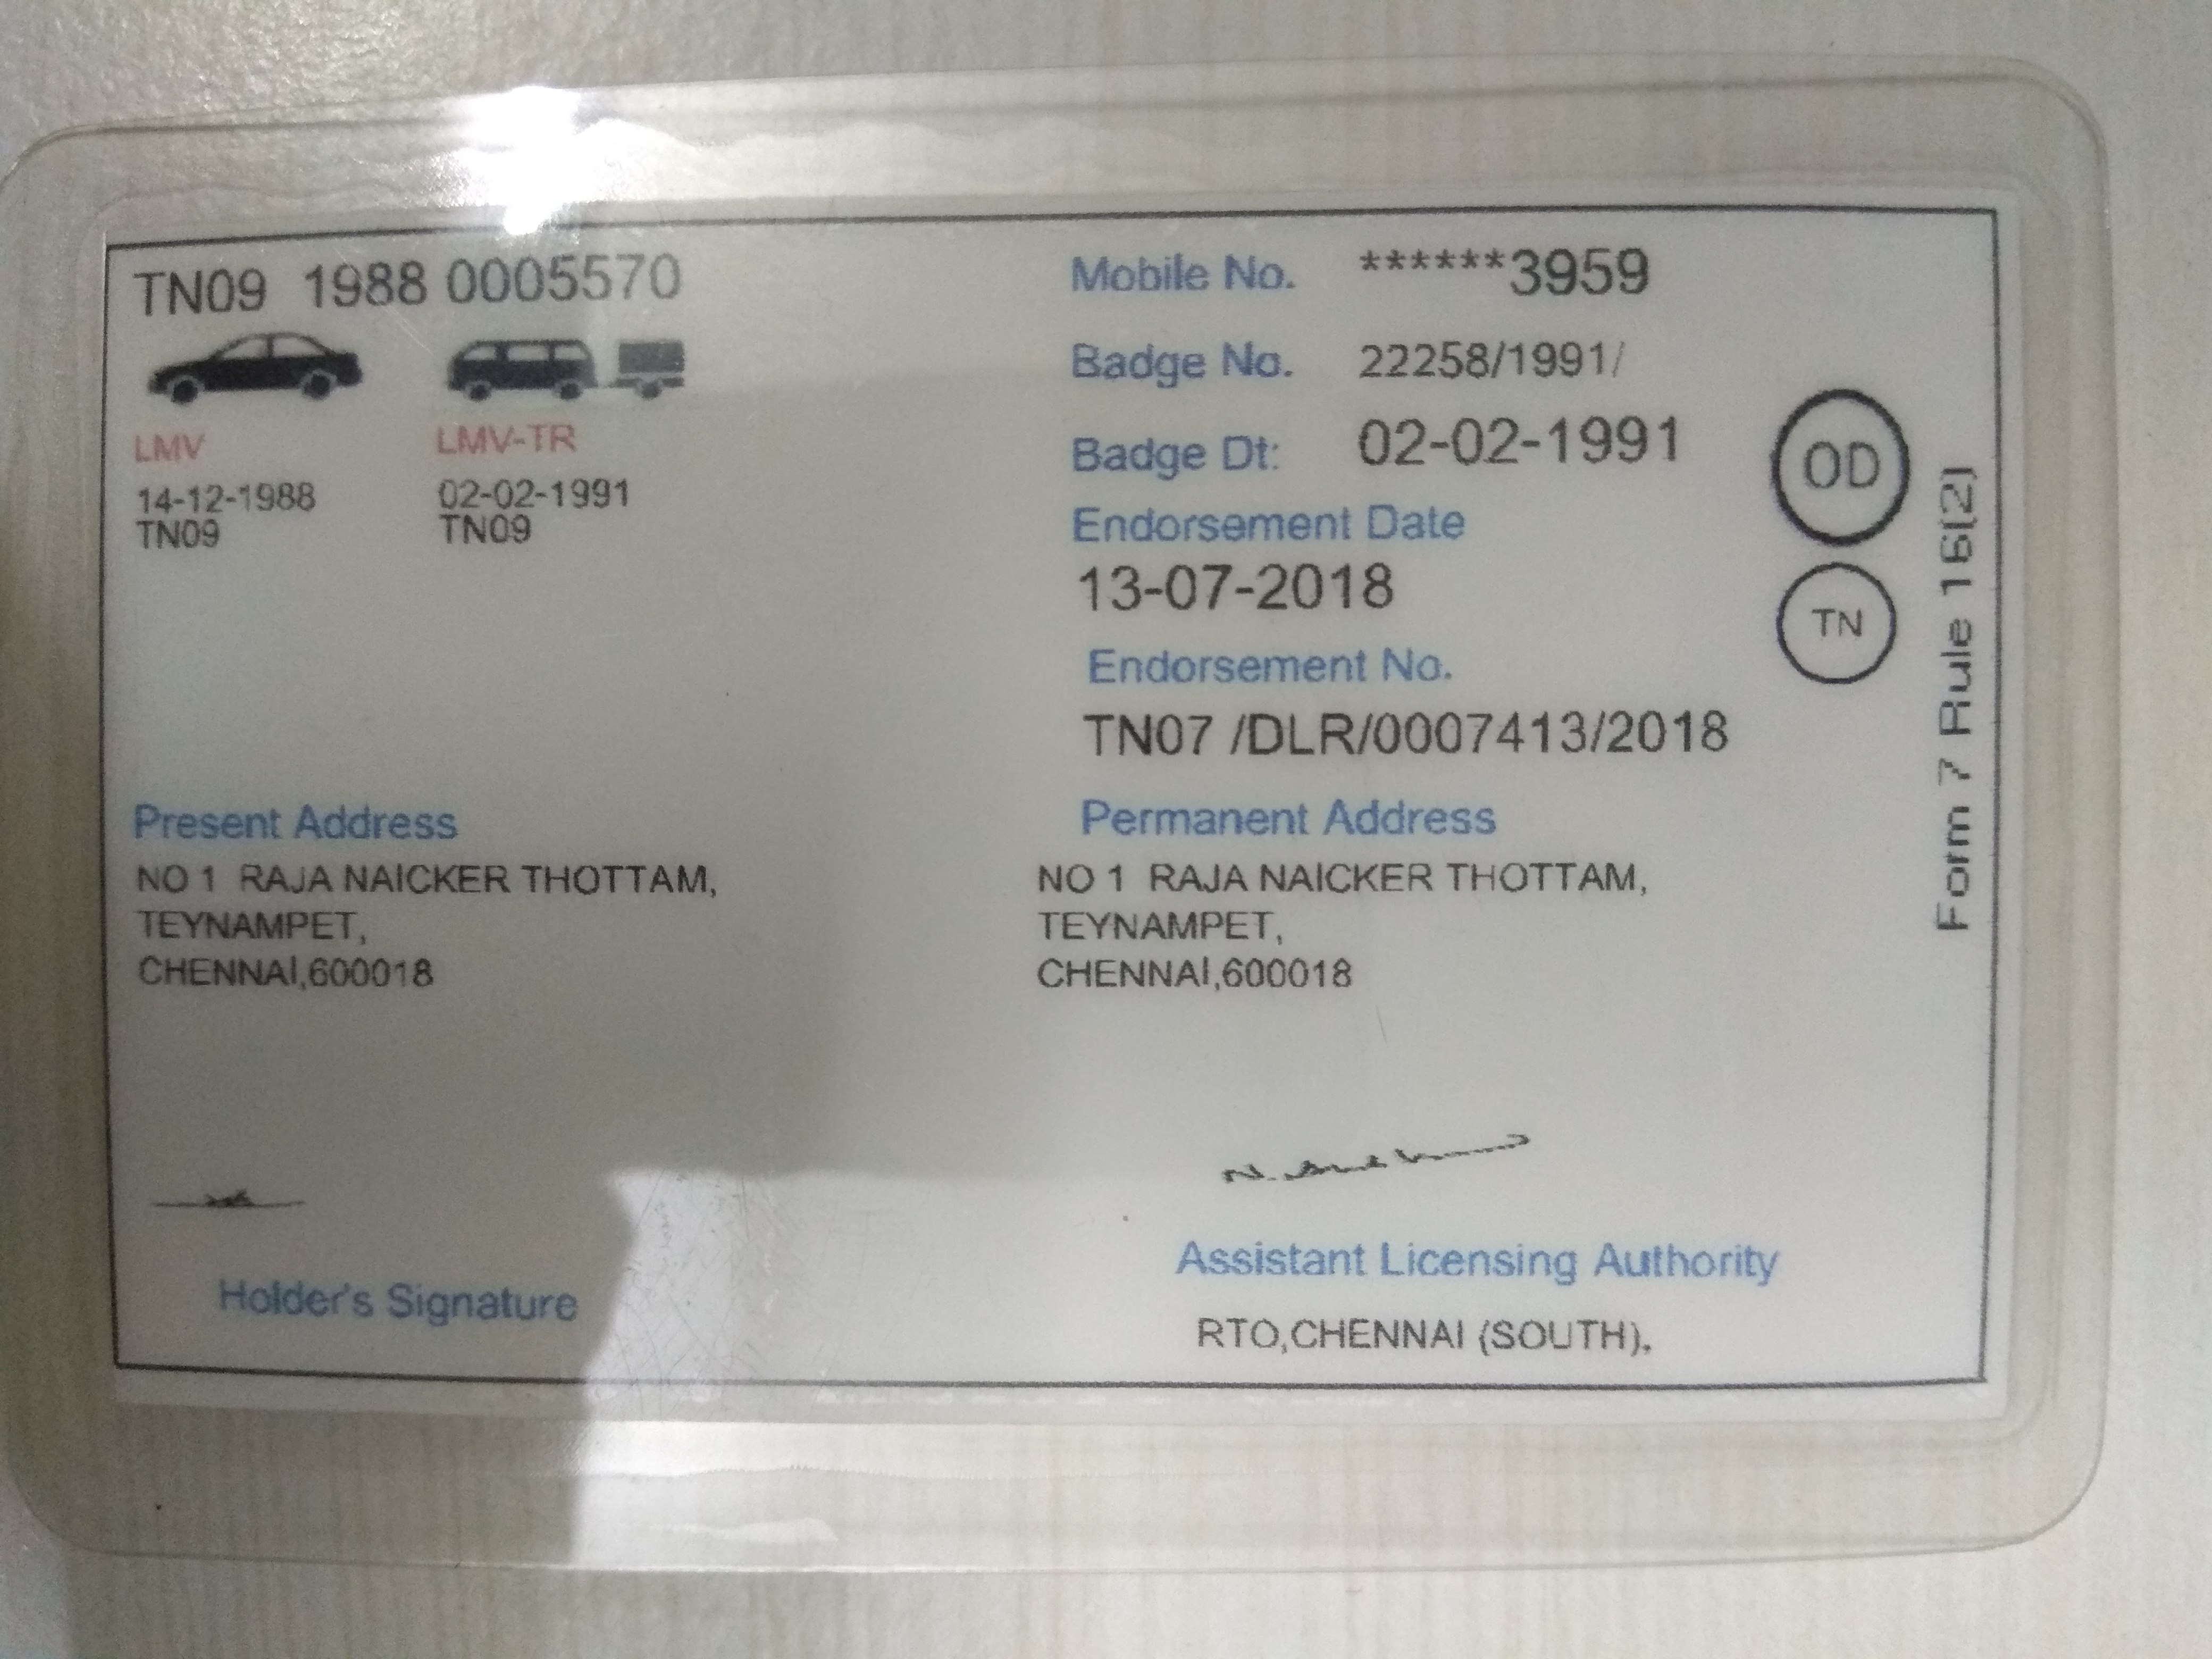 TN09 1988 0005570
LMV LMV-TR
14-12-1988 02-02-1991
TN09 TN09
Mobile No. ******3959
Badge No. 22258/1991/
Badge Dt: 02-02-1991
Endorsement Date
13-07-2018
Endorsement No.
TN07 /DLR/0007413/2018
OD
TN
Form 7 Rule 16(2)
Present Address
NO 1 RAJA NAICKER THOTTAM,
TEYNAMPET,
CHENNAI,600018
Permanent Address
NO 1 RAJA NAICKER THOTTAM,
TEYNAMPET,
CHENNAI,600018
Holder's Signature
Assistant Licensing Authority
RTO,CHENNAI (SOUTH),